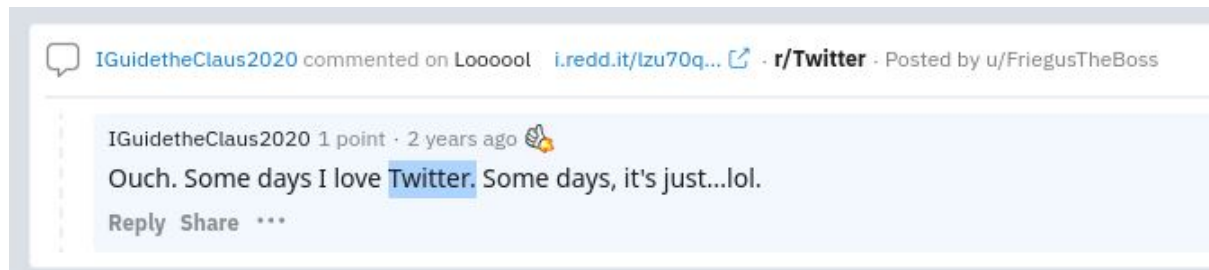 IGuidetheClaus2020 commented on Loooool i.redd.it/lzu70q... · r/Twitter · Posted by u/FriegusTheBoss
IGuidetheClaus2020 1 point · 2 years ago
Ouch. Some days I love Twitter. Some days, it's just...lol.
Reply Share ···